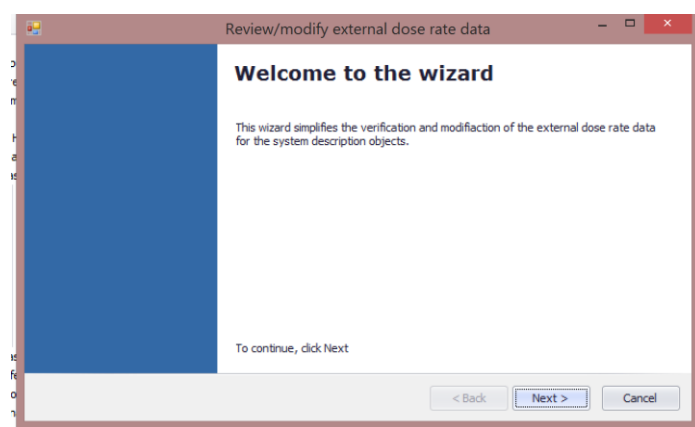 Review/modify external dose rate data
Welcome to the wizard
This wizard simplifies the verification and modifiaction of the external dose rate data
for the system description objects.
To continue, click Next
< Back Next > Cancel